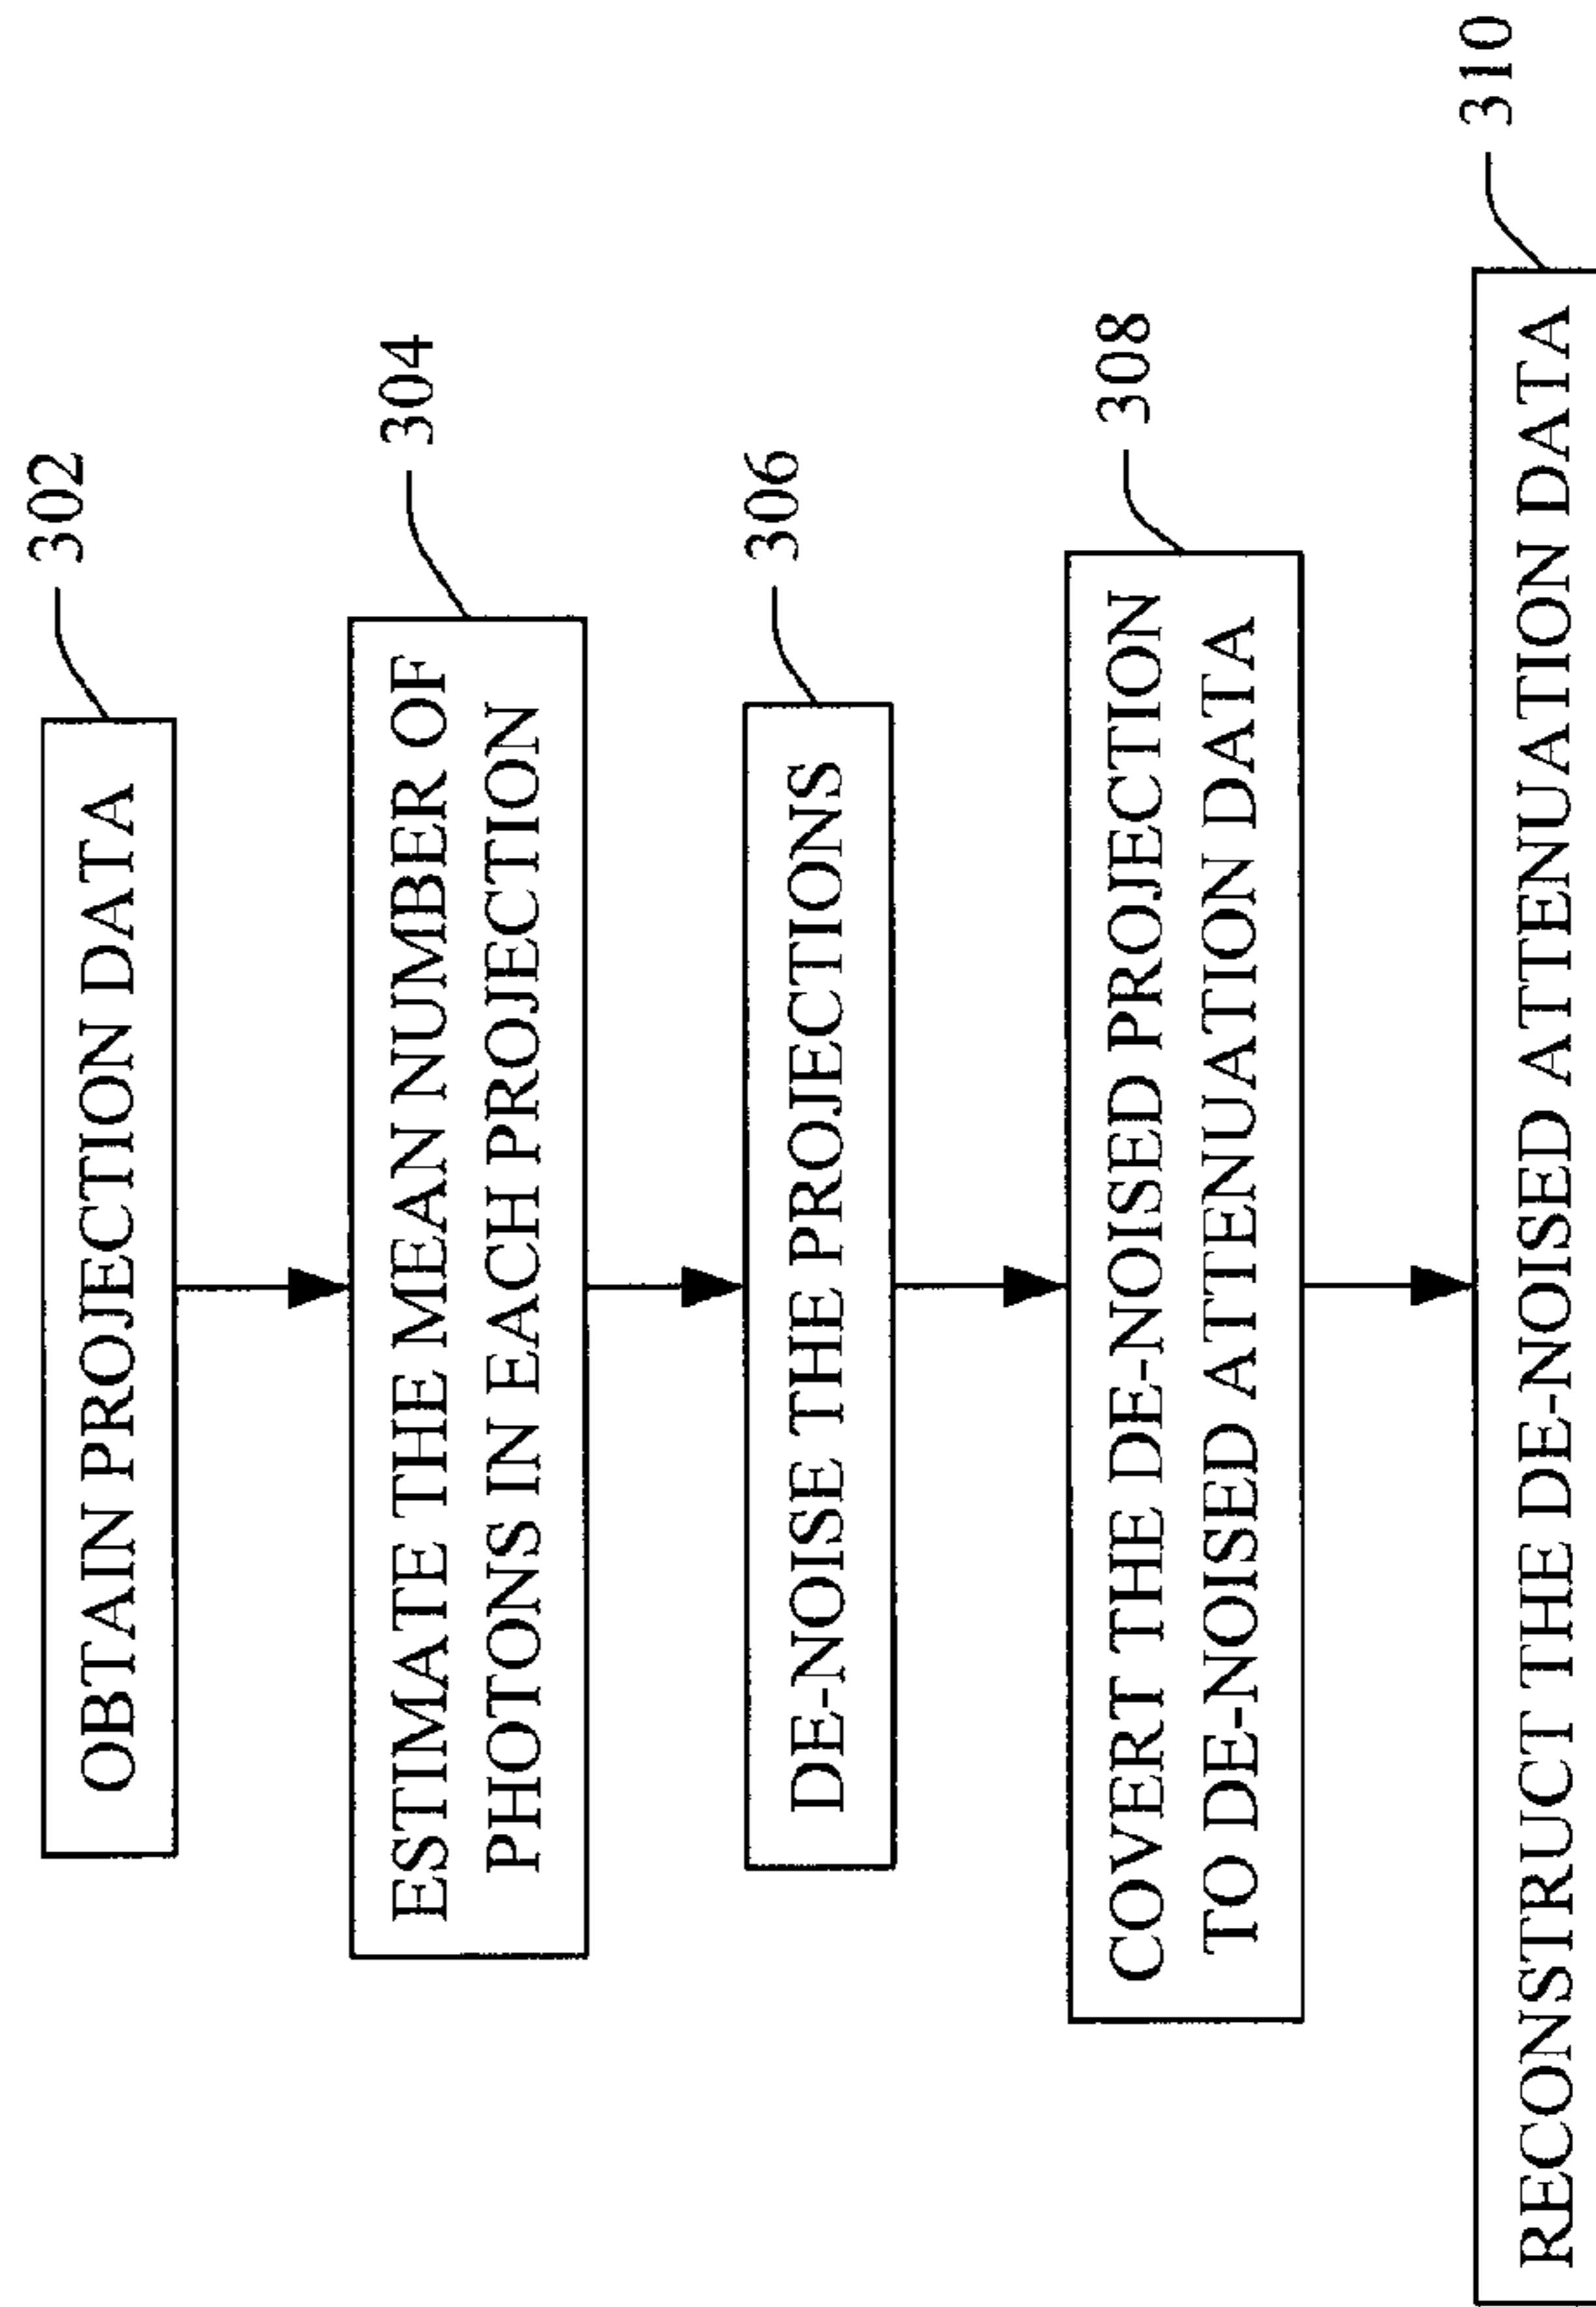 302
OBTAIN PROJECTION DATA
304
ESTIMATE THE MEAN NUMBER OF
PHOTONS IN EACH PROJECTION
306
DE-NOISE THE PROJECTIONS
308
COVERT THE DE-NOISED PROJECTION
TO DE-NOISED ATTENUATION DATA
310
RECONSTRUCT THE DE-NOISED ATTENUATION DATA